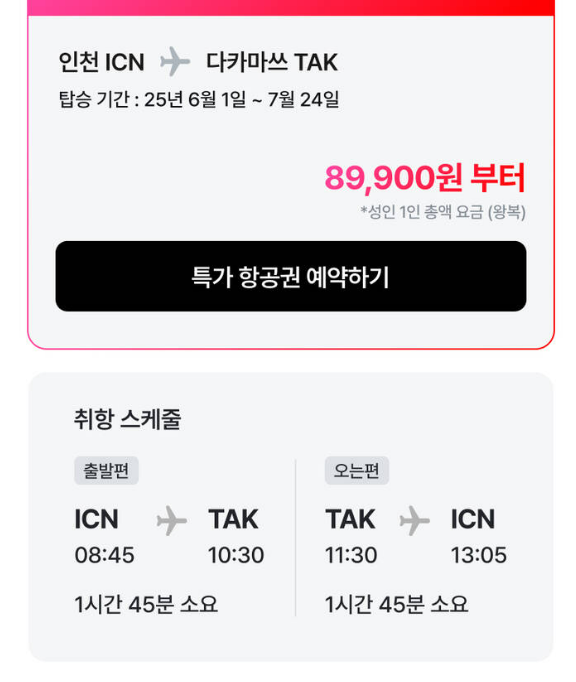 인천 ICN 다카마쓰 TAK
탑승 기간 : 25년 6월 1일 ~ 7월 24일
89,900원 부터
*성인 1인 총액 요금 (왕복)
특가 항공권 예약하기
취항 스케줄
출발편
ICN TAK
08:45 10:30
1시간 45분 소요
오는편
TAK ICN
11:30 13:05
1시간 45분 소요